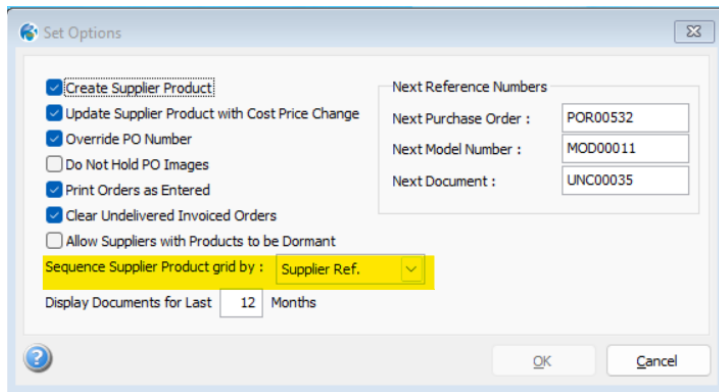 Set Options
Create Supplier Product
Update Supplier Product with Cost Price Change
Override PO Number
Do Not Hold PO Images
Print Orders as Entered
Clear Undelivered Invoiced Orders
Allow Suppliers with Products to be Dormant
Sequence Supplier Product grid by : Supplier Ref.
Display Documents for Last 12 Months
Next Reference Numbers
Next Purchase Order : POR00532
Next Model Number : MOD00011
Next Document : UNC00035
? OK Cancel